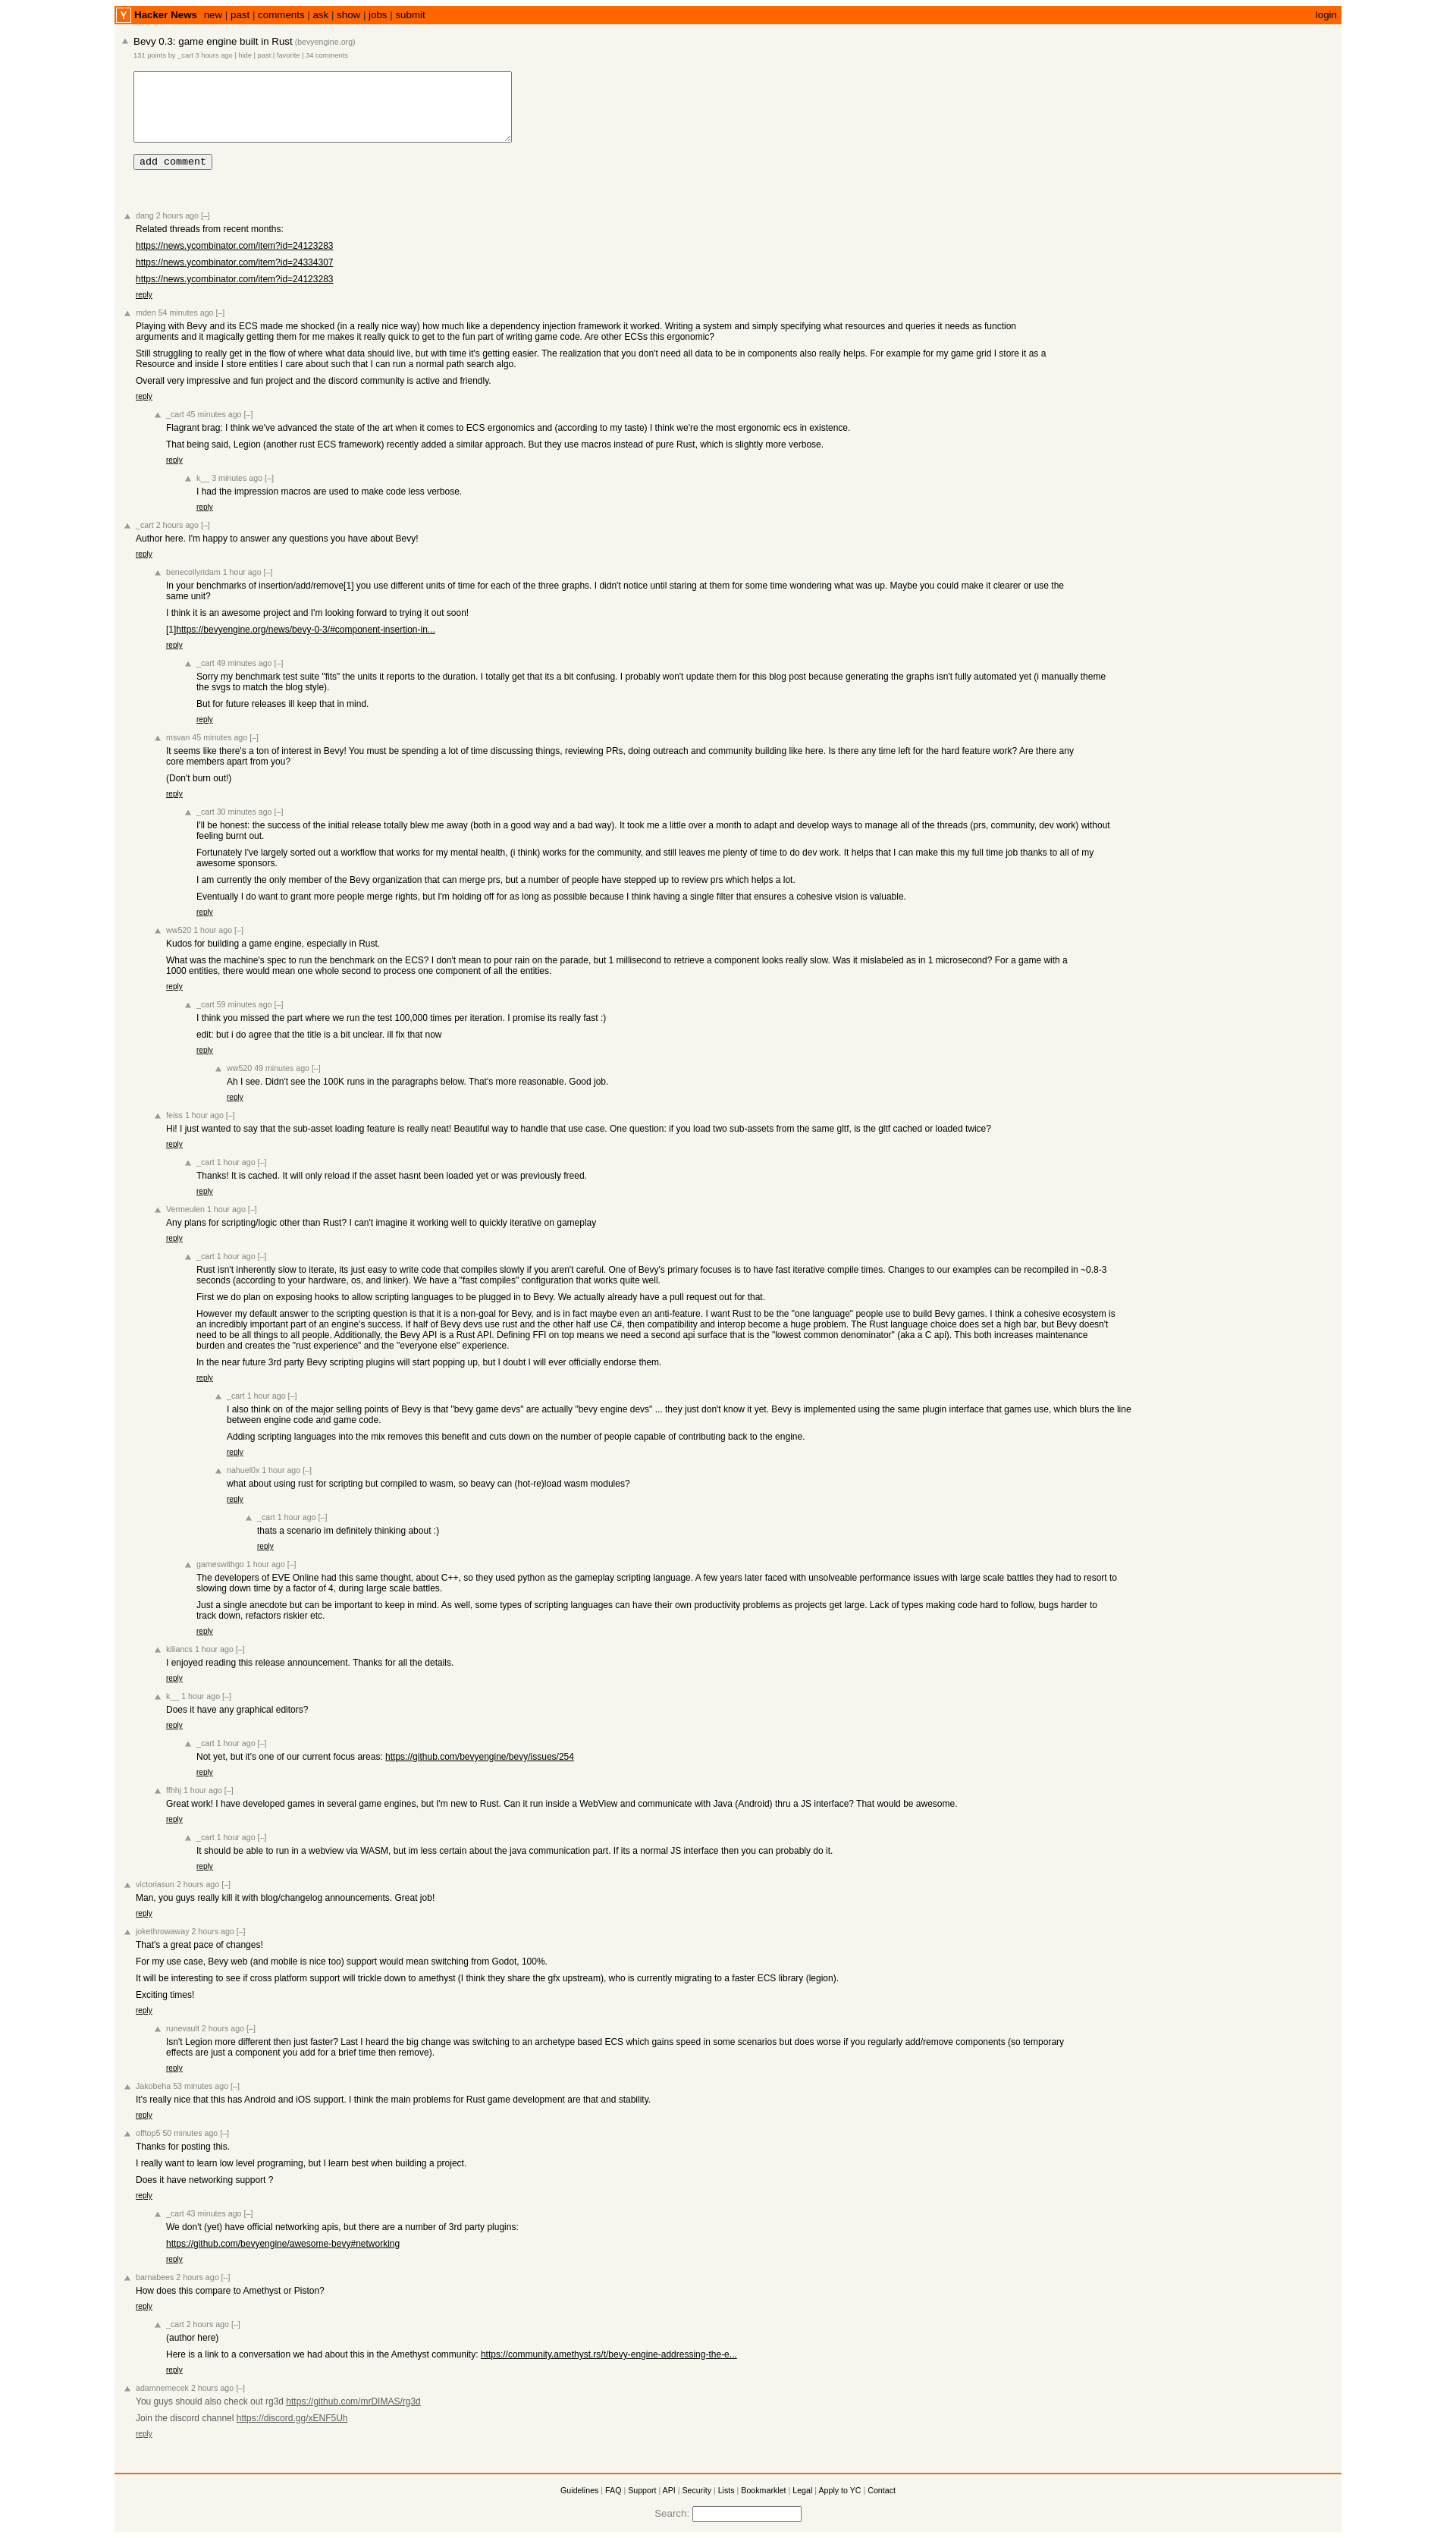 Y Hacker News new | past | comments | ask | show | jobs | submit login
Bevy 0.3: game engine built in Rust (bevyengine.org)
131 points by _cart 3 hours ago | hide | past | favorite | 34 comments
add comment
dang 2 hours ago [–]
Related threads from recent months:
https://news.ycombinator.com/item?id=24123283
https://news.ycombinator.com/item?id=24334307
https://news.ycombinator.com/item?id=24123283
reply
mden 54 minutes ago [–]
Playing with Bevy and its ECS made me shocked (in a really nice way) how much like a dependency injection framework it worked. Writing a system and simply specifying what resources and queries it needs as function
arguments and it magically getting them for me makes it really quick to get to the fun part of writing game code. Are other ECSs this ergonomic?
Still struggling to really get in the flow of where what data should live, but with time it's getting easier. The realization that you don't need all data to be in components also really helps. For example for my game grid I store it as a
Resource and inside I store entities I care about such that I can run a normal path search algo.
Overall very impressive and fun project and the discord community is active and friendly.
reply
_cart 45 minutes ago [–]
Flagrant brag: I think we've advanced the state of the art when it comes to ECS ergonomics and (according to my taste) I think we're the most ergonomic ecs in existence.
That being said, Legion (another rust ECS framework) recently added a similar approach. But they use macros instead of pure Rust, which is slightly more verbose.
reply
k__ 3 minutes ago [–]
I had the impression macros are used to make code less verbose.
reply
_cart 2 hours ago [–]
Author here. I'm happy to answer any questions you have about Bevy!
reply
benecollyridam 1 hour ago [–]
In your benchmarks of insertion/add/remove[1] you use different units of time for each of the three graphs. I didn't notice until staring at them for some time wondering what was up. Maybe you could make it clearer or use the
same unit?
I think it is an awesome project and I'm looking forward to trying it out soon!
[1]https://bevyengine.org/news/bevy-0-3/#component-insertion-in...
reply
_cart 49 minutes ago [–]
Sorry my benchmark test suite "fits" the units it reports to the duration. I totally get that its a bit confusing. I probably won't update them for this blog post because generating the graphs isn't fully automated yet (i manually theme
the svgs to match the blog style).
But for future releases ill keep that in mind.
reply
msvan 45 minutes ago [–]
It seems like there's a ton of interest in Bevy! You must be spending a lot of time discussing things, reviewing PRs, doing outreach and community building like here. Is there any time left for the hard feature work? Are there any
core members apart from you?
(Don't burn out!)
reply
_cart 30 minutes ago [–]
I'll be honest: the success of the initial release totally blew me away (both in a good way and a bad way). It took me a little over a month to adapt and develop ways to manage all of the threads (prs, community, dev work) without
feeling burnt out.
Fortunately I've largely sorted out a workflow that works for my mental health, (i think) works for the community, and still leaves me plenty of time to do dev work. It helps that I can make this my full time job thanks to all of my
awesome sponsors.
I am currently the only member of the Bevy organization that can merge prs, but a number of people have stepped up to review prs which helps a lot.
Eventually I do want to grant more people merge rights, but I'm holding off for as long as possible because I think having a single filter that ensures a cohesive vision is valuable.
reply
ww520 1 hour ago [–]
Kudos for building a game engine, especially in Rust.
What was the machine's spec to run the benchmark on the ECS? I don't mean to pour rain on the parade, but 1 millisecond to retrieve a component looks really slow. Was it mislabeled as in 1 microsecond? For a game with a
1000 entities, there would mean one whole second to process one component of all the entities.
reply
_cart 59 minutes ago [–]
I think you missed the part where we run the test 100,000 times per iteration. I promise its really fast :)
edit: but i do agree that the title is a bit unclear. ill fix that now
reply
ww520 49 minutes ago [–]
Ah I see. Didn't see the 100K runs in the paragraphs below. That's more reasonable. Good job.
reply
feiss 1 hour ago [–]
Hi! I just wanted to say that the sub-asset loading feature is really neat! Beautiful way to handle that use case. One question: if you load two sub-assets from the same gltf, is the gltf cached or loaded twice?
reply
_cart 1 hour ago [–]
Thanks! It is cached. It will only reload if the asset hasnt been loaded yet or was previously freed.
reply
Vermeulen 1 hour ago [–]
Any plans for scripting/logic other than Rust? I can't imagine it working well to quickly iterative on gameplay
reply
_cart 1 hour ago [–]
Rust isn't inherently slow to iterate, its just easy to write code that compiles slowly if you aren't careful. One of Bevy's primary focuses is to have fast iterative compile times. Changes to our examples can be recompiled in ~0.8-3
seconds (according to your hardware, os, and linker). We have a "fast compiles" configuration that works quite well.
First we do plan on exposing hooks to allow scripting languages to be plugged in to Bevy. We actually already have a pull request out for that.
However my default answer to the scripting question is that it is a non-goal for Bevy, and is in fact maybe even an anti-feature. I want Rust to be the "one language" people use to build Bevy games. I think a cohesive ecosystem is
an incredibly important part of an engine's success. If half of Bevy devs use rust and the other half use C#, then compatibility and interop become a huge problem. The Rust language choice does set a high bar, but Bevy doesn't
need to be all things to all people. Additionally, the Bevy API is a Rust API. Defining FFI on top means we need a second api surface that is the "lowest common denominator" (aka a C api). This both increases maintenance
burden and creates the "rust experience" and the "everyone else" experience.
In the near future 3rd party Bevy scripting plugins will start popping up, but I doubt I will ever officially endorse them.
reply
_cart 1 hour ago [–]
I also think on of the major selling points of Bevy is that "bevy game devs" are actually "bevy engine devs" ... they just don't know it yet. Bevy is implemented using the same plugin interface that games use, which blurs the line
between engine code and game code.
Adding scripting languages into the mix removes this benefit and cuts down on the number of people capable of contributing back to the engine.
reply
nahuel0x 1 hour ago [–]
what about using rust for scripting but compiled to wasm, so beavy can (hot-re)load wasm modules?
reply
_cart 1 hour ago [–]
thats a scenario im definitely thinking about :)
reply
gameswithgo 1 hour ago [–]
The developers of EVE Online had this same thought, about C++, so they used python as the gameplay scripting language. A few years later faced with unsolveable performance issues with large scale battles they had to resort to
slowing down time by a factor of 4, during large scale battles.
Just a single anecdote but can be important to keep in mind. As well, some types of scripting languages can have their own productivity problems as projects get large. Lack of types making code hard to follow, bugs harder to
track down, refactors riskier etc.
reply
kiliancs 1 hour ago [–]
I enjoyed reading this release announcement. Thanks for all the details.
reply
k__ 1 hour ago [–]
Does it have any graphical editors?
reply
_cart 1 hour ago [–]
Not yet, but it's one of our current focus areas: https://github.com/bevyengine/bevy/issues/254
reply
ffhhj 1 hour ago [–]
Great work! I have developed games in several game engines, but I'm new to Rust. Can it run inside a WebView and communicate with Java (Android) thru a JS interface? That would be awesome.
reply
_cart 1 hour ago [–]
It should be able to run in a webview via WASM, but im less certain about the java communication part. If its a normal JS interface then you can probably do it.
reply
victoriasun 2 hours ago [–]
Man, you guys really kill it with blog/changelog announcements. Great job!
reply
jokethrowaway 2 hours ago [–]
That's a great pace of changes!
For my use case, Bevy web (and mobile is nice too) support would mean switching from Godot, 100%.
It will be interesting to see if cross platform support will trickle down to amethyst (I think they share the gfx upstream), who is currently migrating to a faster ECS library (legion).
Exciting times!
reply
runevault 2 hours ago [–]
Isn't Legion more different then just faster? Last I heard the big change was switching to an archetype based ECS which gains speed in some scenarios but does worse if you regularly add/remove components (so temporary
effects are just a component you add for a brief time then remove).
reply
Jakobeha 53 minutes ago [–]
It's really nice that this has Android and iOS support. I think the main problems for Rust game development are that and stability.
reply
offtop5 50 minutes ago [–]
Thanks for posting this.
I really want to learn low level programing, but I learn best when building a project.
Does it have networking support ?
reply
_cart 43 minutes ago [–]
We don't (yet) have official networking apis, but there are a number of 3rd party plugins:
https://github.com/bevyengine/awesome-bevy#networking
reply
barnabees 2 hours ago [–]
How does this compare to Amethyst or Piston?
reply
_cart 2 hours ago [–]
(author here)
Here is a link to a conversation we had about this in the Amethyst community: https://community.amethyst.rs/t/bevy-engine-addressing-the-e...
reply
adamnemecek 2 hours ago [–]
You guys should also check out rg3d https://github.com/mrDIMAS/rg3d
Join the discord channel https://discord.gg/xENF5Uh
reply
Guidelines | FAQ | Support | API | Security | Lists | Bookmarklet | Legal | Apply to YC | Contact
Search: